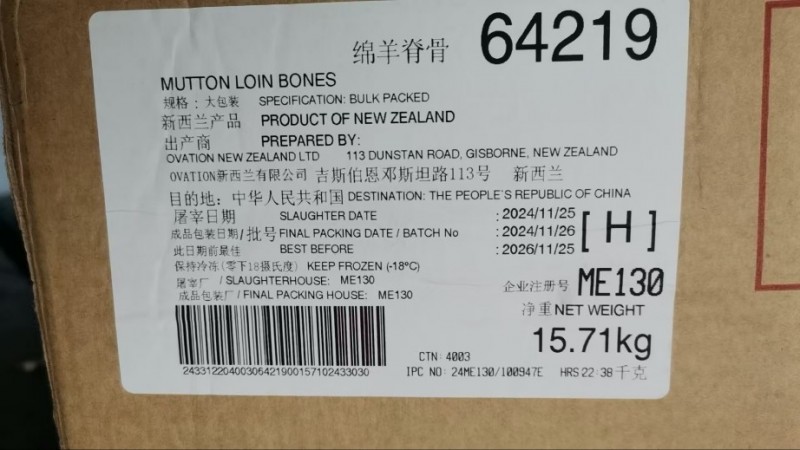 绵羊脊骨 64219
MUTTON LOIN BONES
规格：大包装 SPECIFICATION: BULK PACKED
新西兰产品 PRODUCT OF NEW ZEALAND
出产商 PREPARED BY:
OVATION NEW ZEALAND LTD 113 DUNSTAN ROAD, GISBORNE, NEW ZEALAND
OVATION新西兰有限公司 吉斯伯恩邓斯坦路113号 新西兰
目的地：中华人民共和国 DESTINATION: THE PEOPLE'S REPUBLIC OF CHINA
屠宰日期 SLAUGHTER DATE : 2024/11/25
成品包装日期/批号 FINAL PACKING DATE / BATCH No : 2024/11/26 [ H ]
此日期前最佳 BEST BEFORE : 2026/11/25
保持冷冻(零下18摄氏度) KEEP FROZEN (-18°C)
屠宰厂 / SLAUGHTERHOUSE: ME130 企业注册号 ME130
成品包装厂 / FINAL PACKING HOUSE: ME130 净重 NET WEIGHT
15.71kg
CTN: 4003
2433122040030642190015710243​3030 IPC NO: 24ME130/100947E HRS 22:38 千克